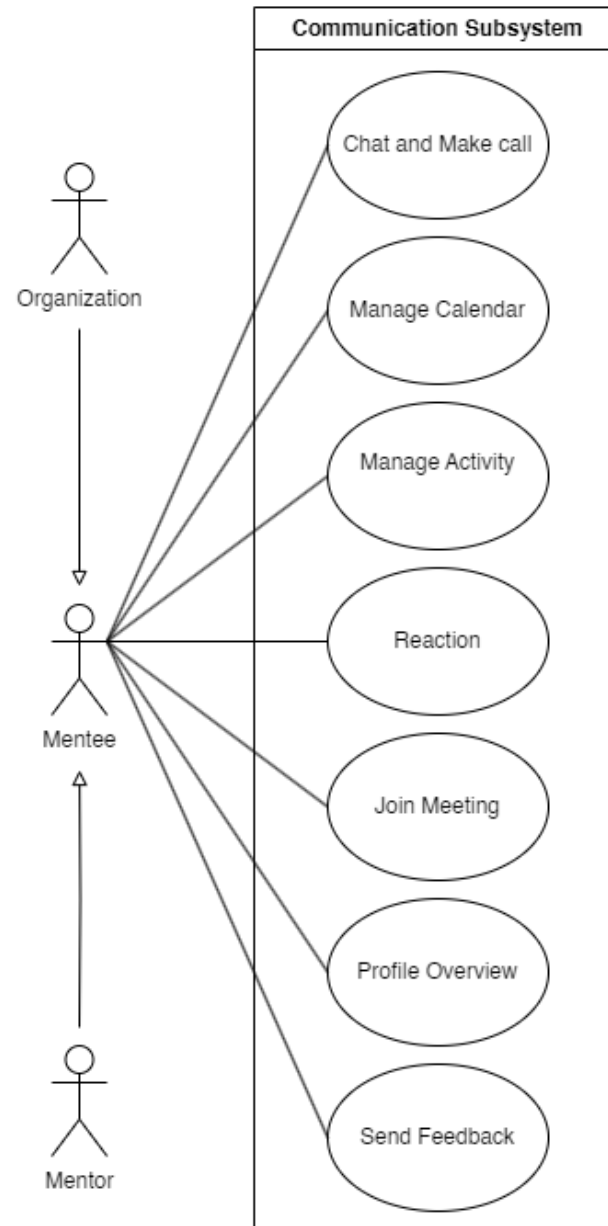 Communication Subsystem
Chat and Make call
Organization
Manage Calendar
Manage Activity
Mentee
Reaction
Join Meeting
Profile Overview
Mentor
Send Feedback